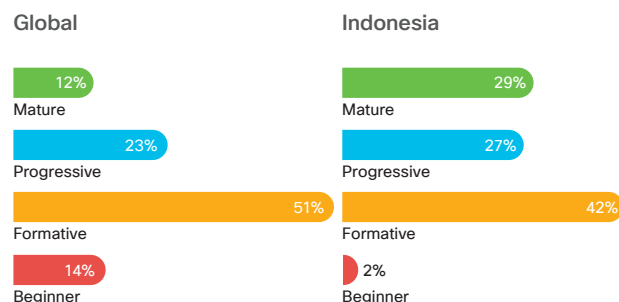 Global
12%
Mature
23%
Progressive
51%
Formative
14%
Beginner
Indonesia
29%
Mature
27%
Progressive
42%
Formative
2%
Beginner